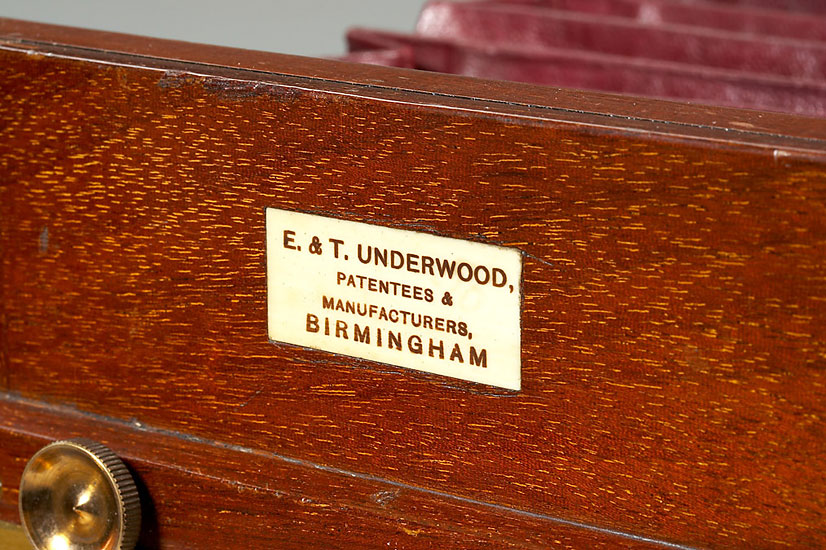 E. & T. UNDERWOOD,
PATENTEES &
MANUFACTURERS,
BIRMINGHAM